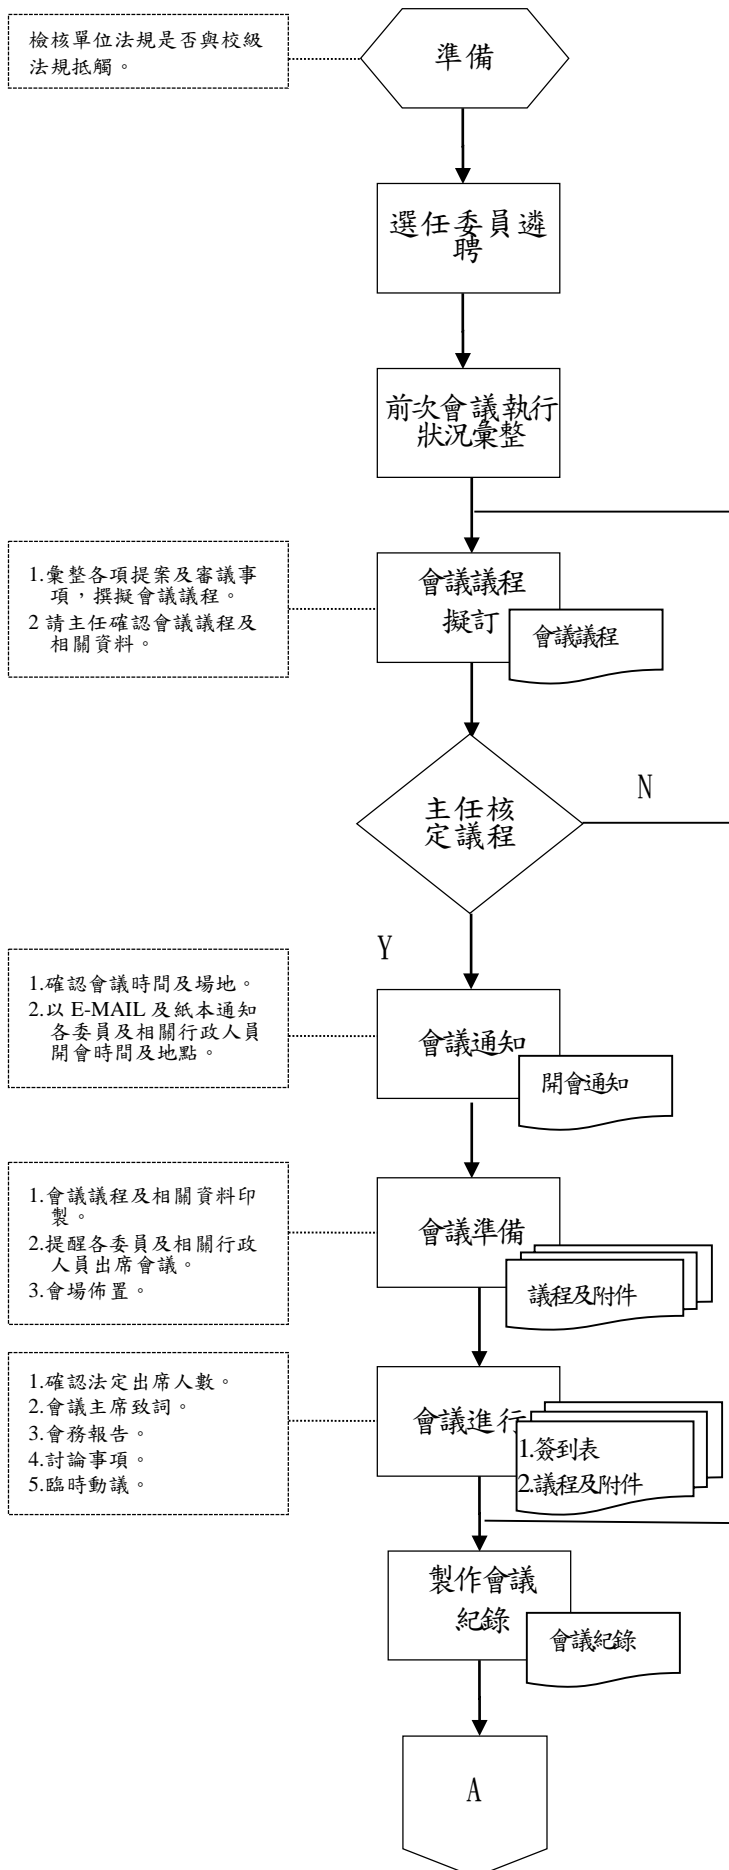 檢核單位法規是否與校級
法規抵觸。
準備
選任委員遴
聘
前次會議執行
狀況彙整
1.彙整各項提案及審議事
項，撰擬會議議程。
2 請主任確認會議議程及
相關資料。
會議議程
擬訂
會議議程
主任核
定議程
N
Y
1.確認會議時間及場地。
2.以 E-MAIL 及紙本通知
各委員及相關行政人員
開會時間及地點。
會議通知
開會通知
1.會議議程及相關資料印
製。
2.提醒各委員及相關行政
人員出席會議。
3.會場佈置。
會議準備
議程及附件
1.確認法定出席人數。
2.會議主席致詞。
3.會務報告。
4.討論事項。
5.臨時動議。
會議進行
1.簽到表
2.議程及附件
製作會議
紀錄
會議紀錄
A